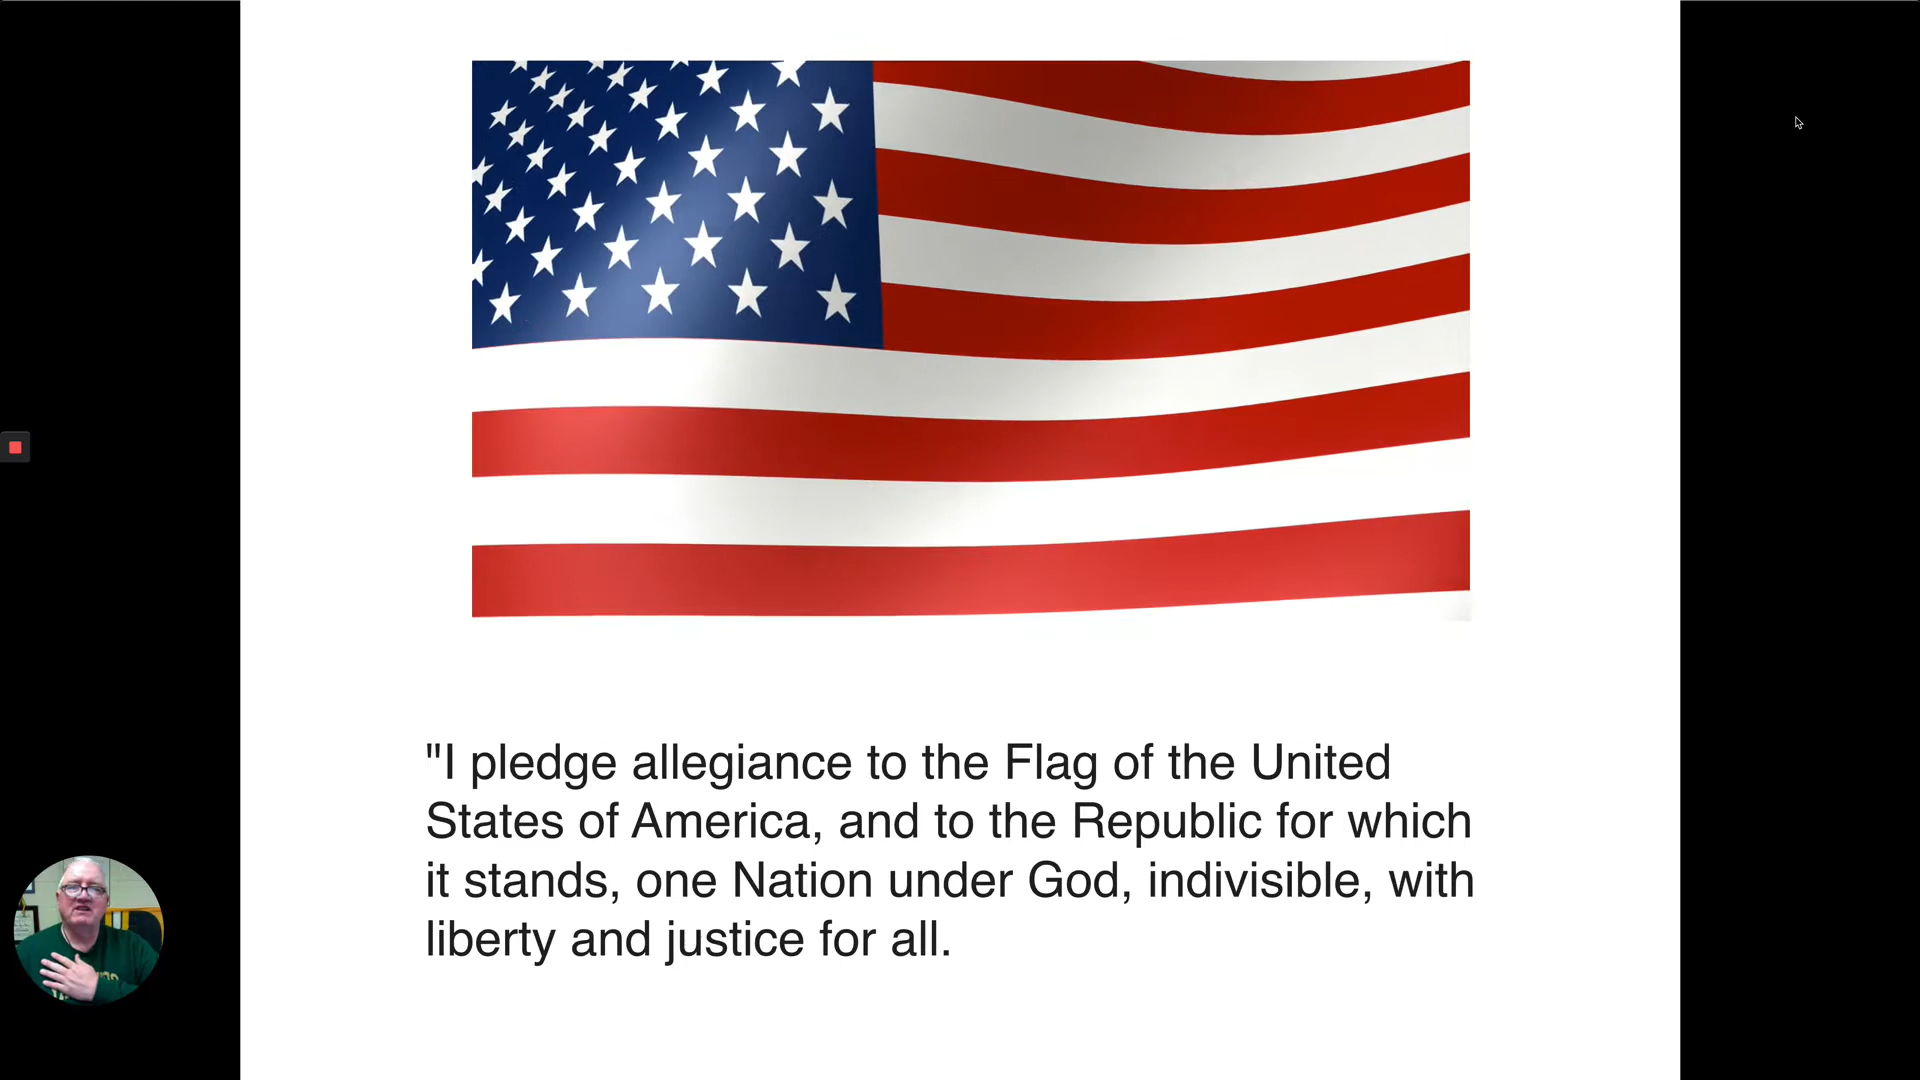 "I pledge allegiance to the Flag of the United
States of America, and to the Republic for which
it stands, one Nation under God, indivisible, with
liberty and justice for all.